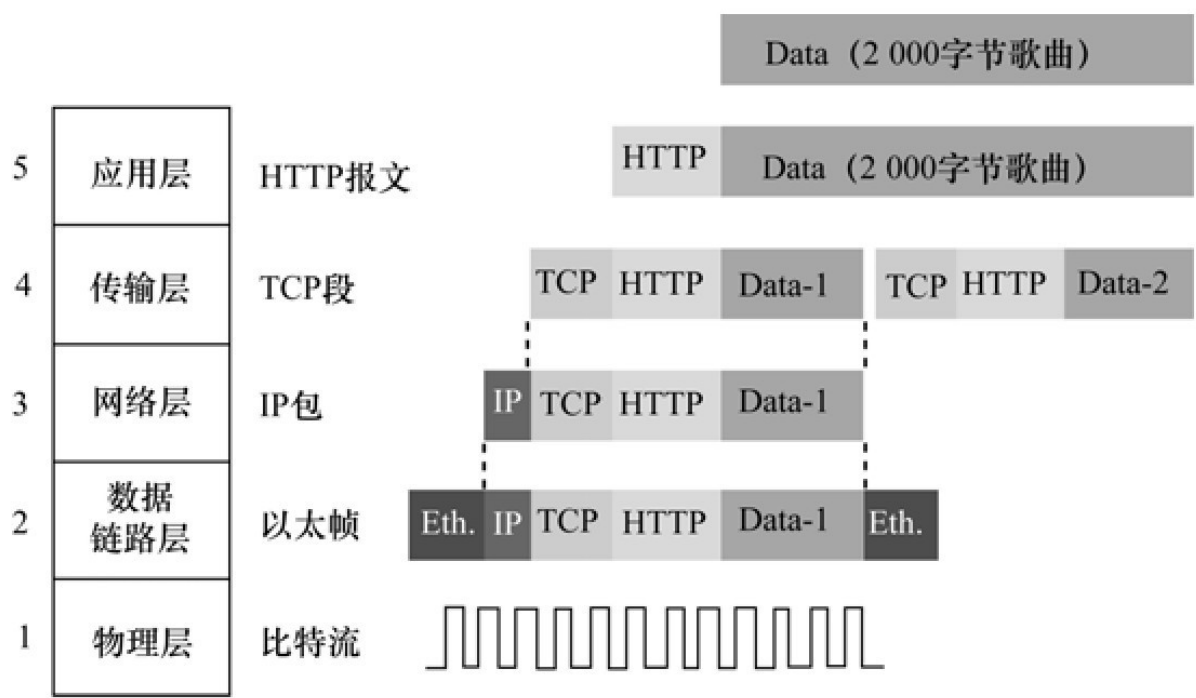 Data（2 000字节歌曲）
5 应用层 HTTP报文 HTTP Data（2 000字节歌曲）
4 传输层 TCP段 TCP HTTP Data-1 TCP HTTP Data-2
3 网络层 IP包 IP TCP HTTP Data-1
2 数据
链路层 以太帧 Eth. IP TCP HTTP Data-1 Eth.
1 物理层 比特流